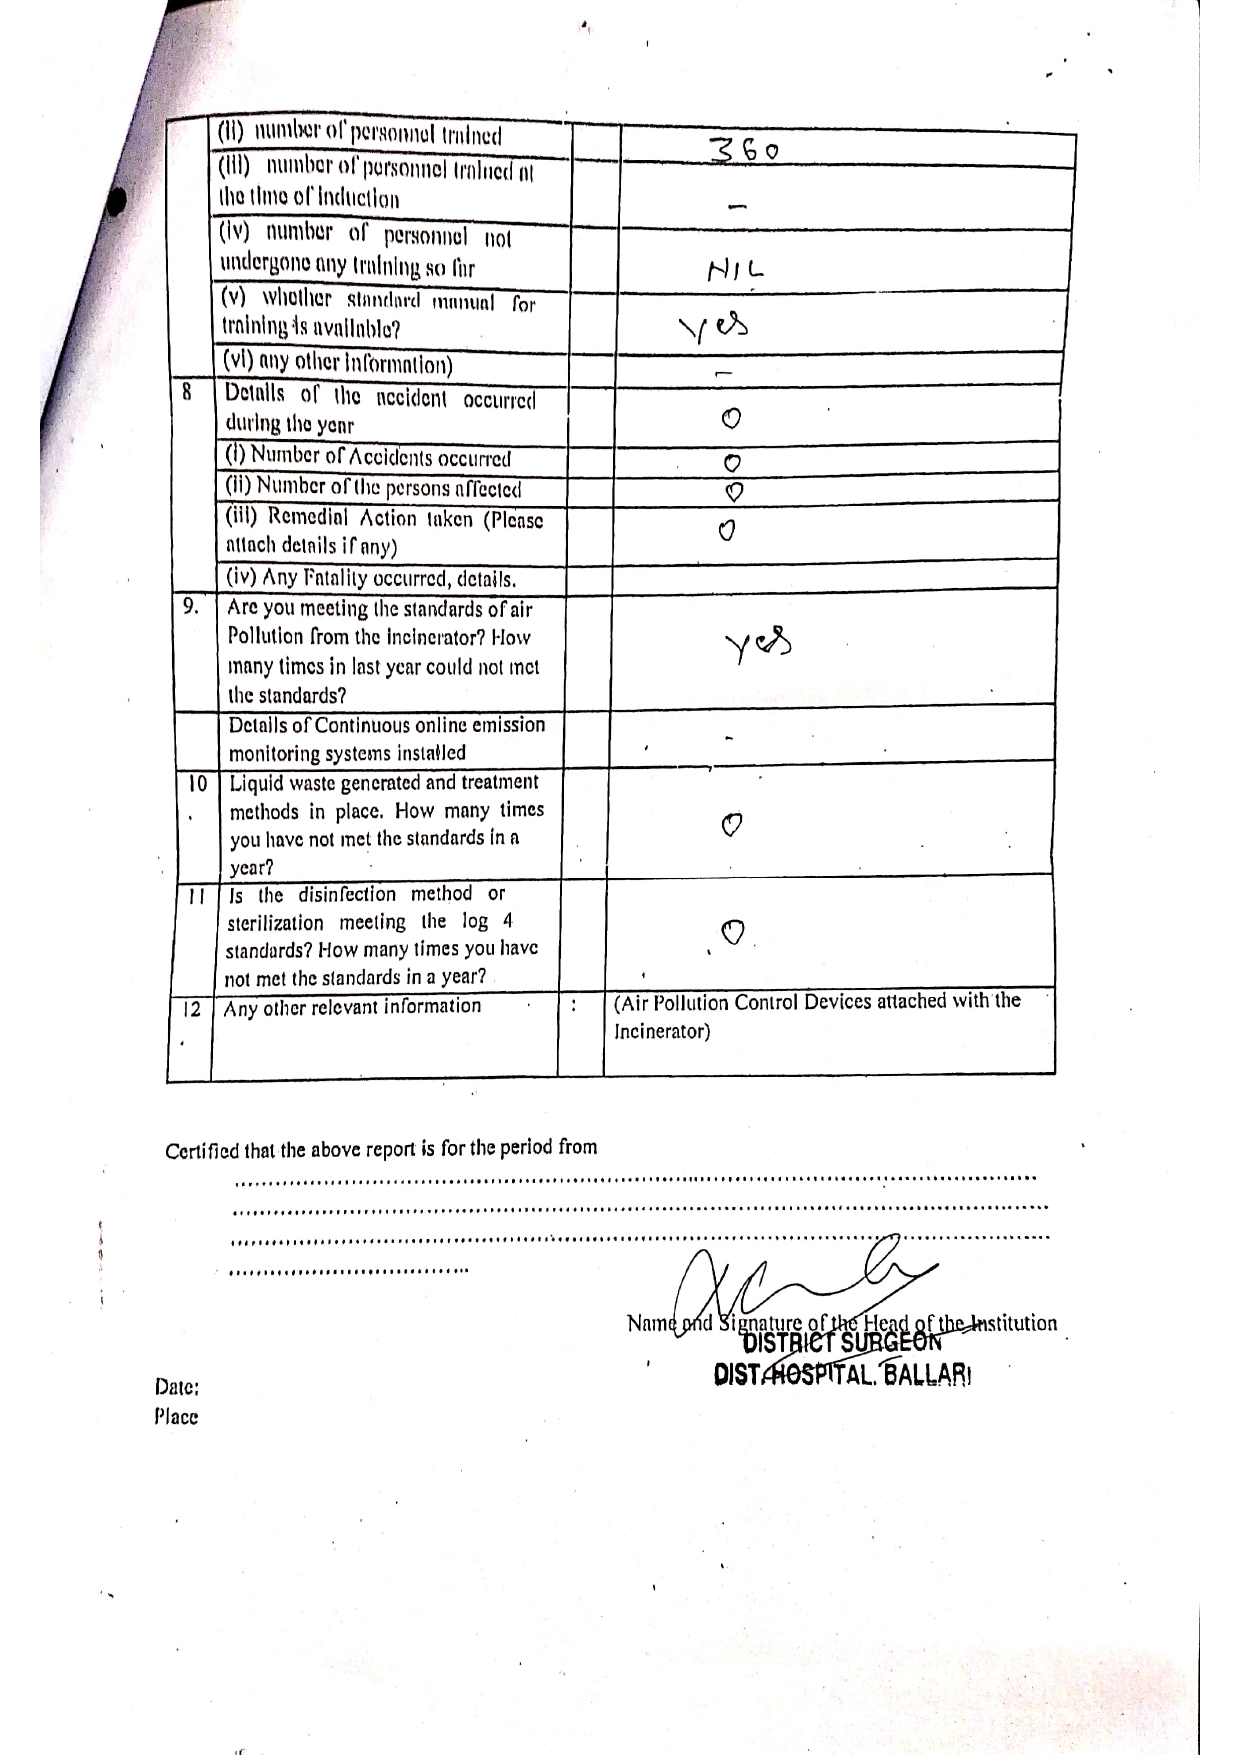 (ii) number of personnel trained
360
(iii) number of personnel trained at
the time of induction
–
(iv) number of personnel not
undergone any training so far
NIL
(v) whether standard manual for
training is available?
Yes
(vi) any other information)
–
8 Details of the accident occurred
during the year
0
(i) Number of Accidents occurred 0
(ii) Number of the persons affected 0
(iii) Remedial Action taken (Please
attach details if any)
0
(iv) Any Fatality occurred, details.
9. Are you meeting the standards of air
Pollution from the incinerator? How
many times in last year could not met
the standards?
Yes
Details of Continuous online emission
monitoring systems installed
-
10 Liquid waste generated and treatment
. methods in place. How many times
you have not met the standards in a
year?
0
11 Is the disinfection method or
sterilization meeting the log 4
standards? How many times you have
not met the standards in a year?
0
12 Any other relevant information : (Air Pollution Control Devices attached with the
. Incinerator)
Certified that the above report is for the period from
Name and Signature of the Head of the Institution
DISTRICT SURGEON
DIST. HOSPITAL. BALLARI
Date:
Place